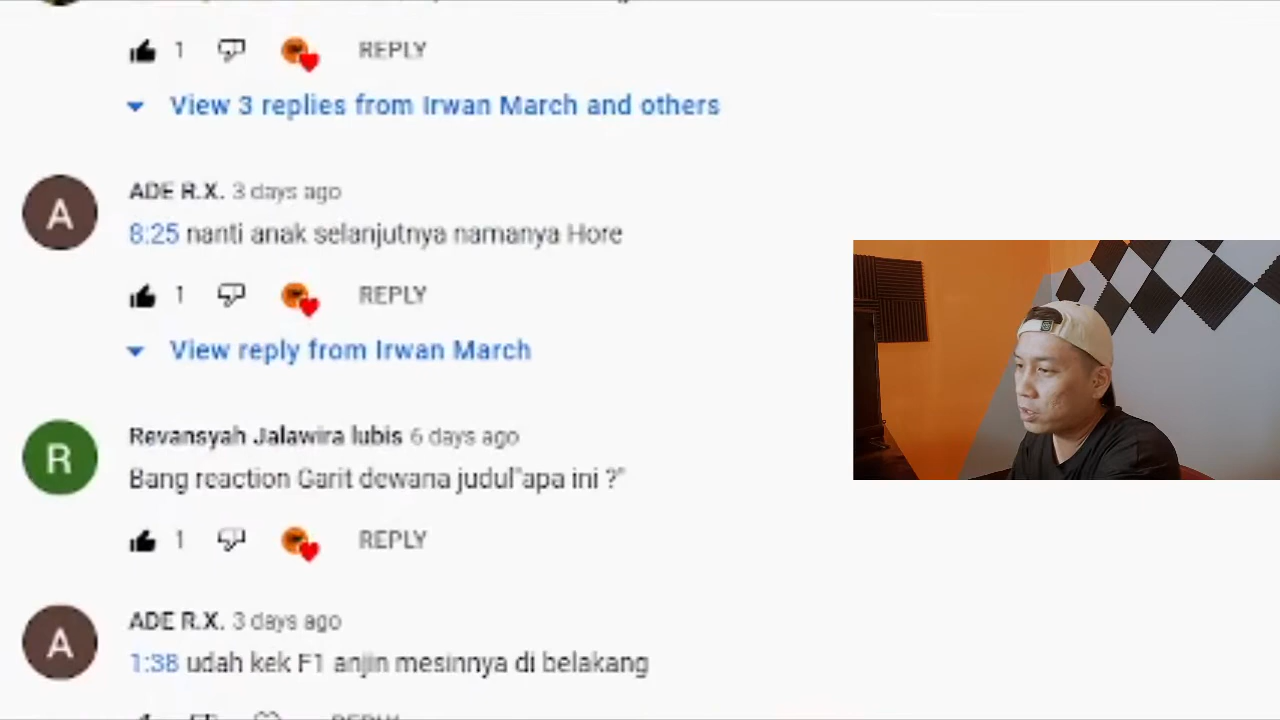 1 REPLY
View 3 replies from Irwan March and others
A ADE R.X. 3 days ago
8:25 nanti anak selanjutnya namanya Hore
1 REPLY
View reply from Irwan March
R Revansyah Jalawira lubis 6 days ago
Bang reaction Garit dewana judul"apa ini ?"
1 REPLY
A ADE R.X. 3 days ago
1:38 udah kek F1 anjin mesinnya di belakang
REPLY